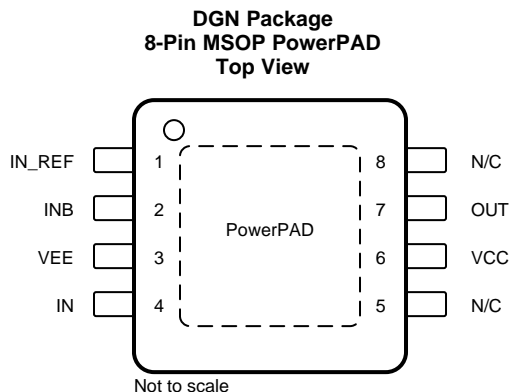 DGN Package
8-Pin MSOP PowerPAD
Top View
IN_REF 1 8 N/C
INB 2 7 OUT
PowerPAD
VEE 3 6 VCC
IN 4 5 N/C
Not to scale